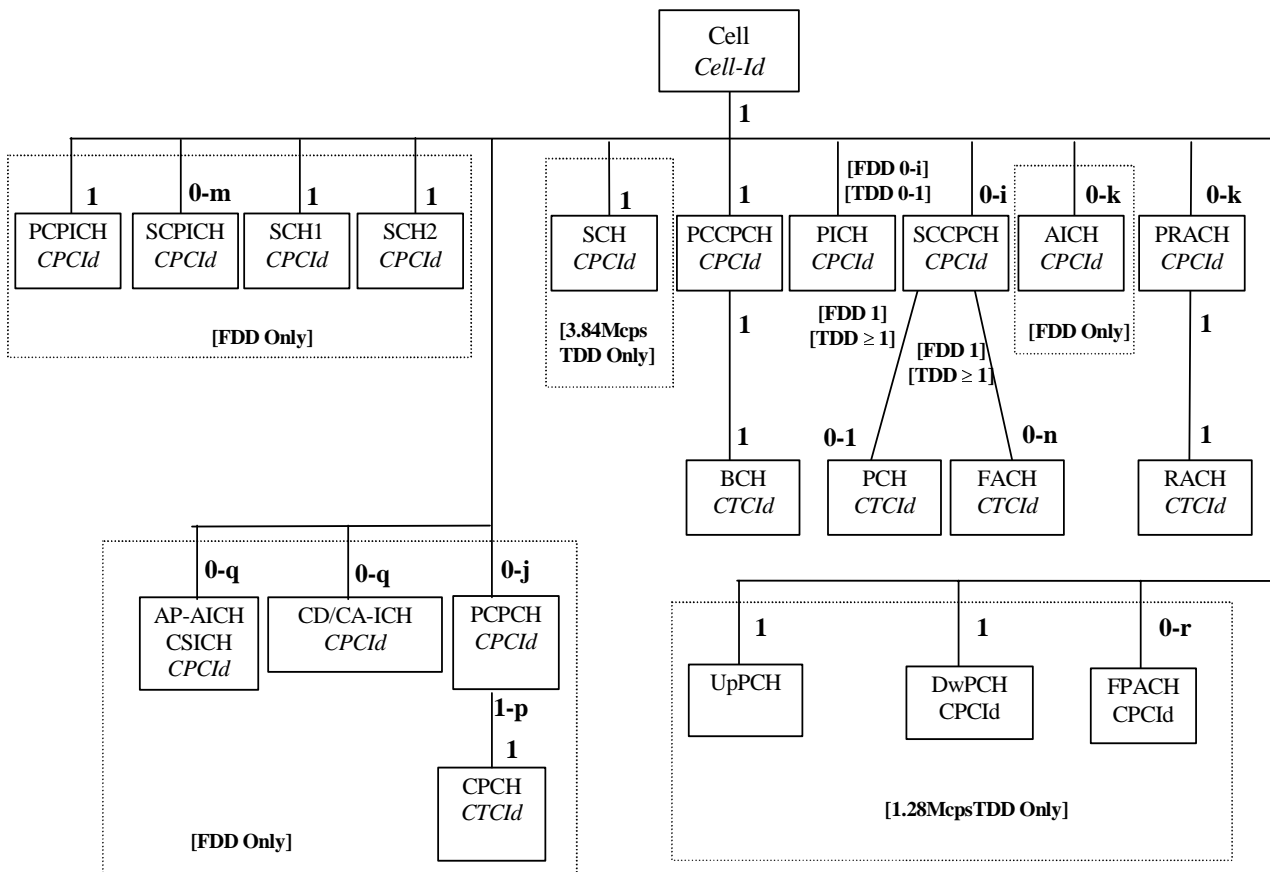 Cell
Cell-Id
1
1
0-m
1
1
1
1
[FDD 0-i]
[TDD 0-1]
0-i
0-k
0-k
PCPICH
CPCId
SCPICH
CPCId
SCH1
CPCId
SCH2
CPCId
SCH
CPCId
PCCPCH
CPCId
PICH
CPCId
SCCPCH
CPCId
AICH
CPCId
PRACH
CPCId
[FDD Only]
[3.84Mcps
TDD Only]
1
[FDD 1]
[TDD ≥ 1]
[FDD 1]
[TDD ≥ 1]
[FDD Only]
1
1
0-1
0-n
1
BCH
CTCId
PCH
CTCId
FACH
CTCId
RACH
CTCId
0-q
0-q
0-j
AP-AICH
CSICH
CPCId
CD/CA-ICH
CPCId
PCPCH
CPCId
1-p
1
CPCH
CTCId
[FDD Only]
1
1
0-r
UpPCH
DwPCH
CPCId
FPACH
CPCId
[1.28McpsTDD Only]